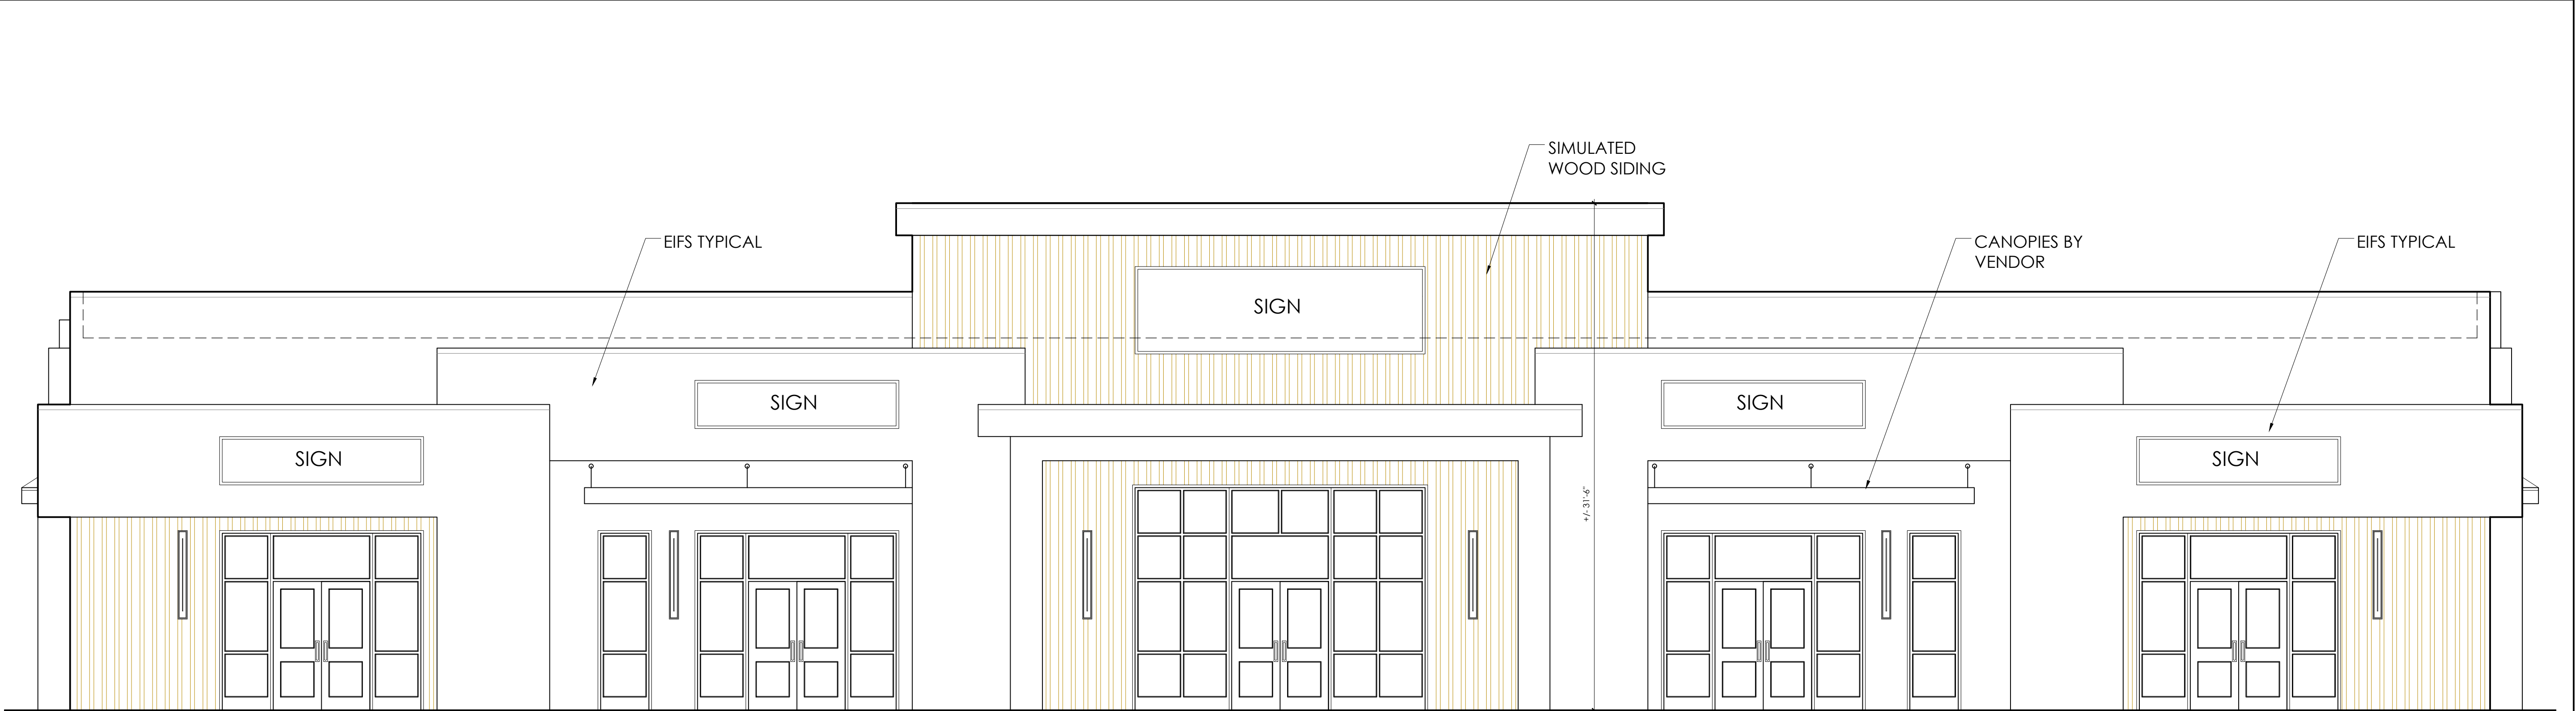 SIMULATED
WOOD SIDING
EIFS TYPICAL
CANOPIES BY
VENDOR
EIFS TYPICAL
SIGN
SIGN
SIGN
SIGN
SIGN
+/- 31'-6"